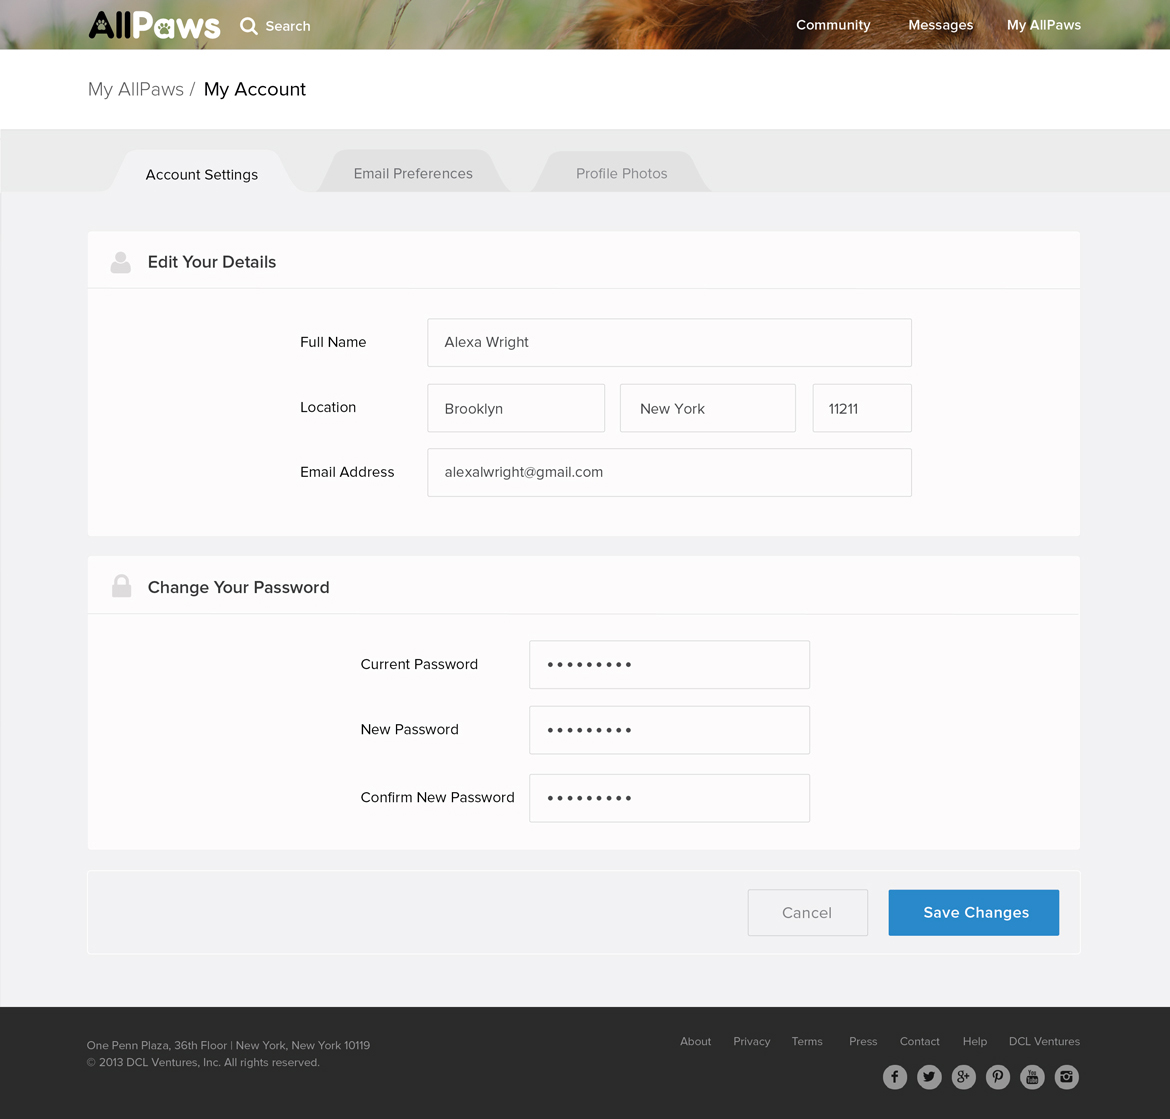 AllPaws Search Community Messages My AllPaws
My AllPaws / My Account
Account Settings Email Preferences Profile Photos
Edit Your Details
Full Name Alexa Wright
Location Brooklyn New York 11211
Email Address alexalwright@gmail.com
Change Your Password
Current Password •••••••••
New Password •••••••••
Confirm New Password •••••••••
Cancel Save Changes
One Penn Plaza, 36th Floor | New York, New York 10119
© 2013 DCL Ventures, Inc. All rights reserved.
About Privacy Terms Press Contact Help DCL Ventures
You Tube